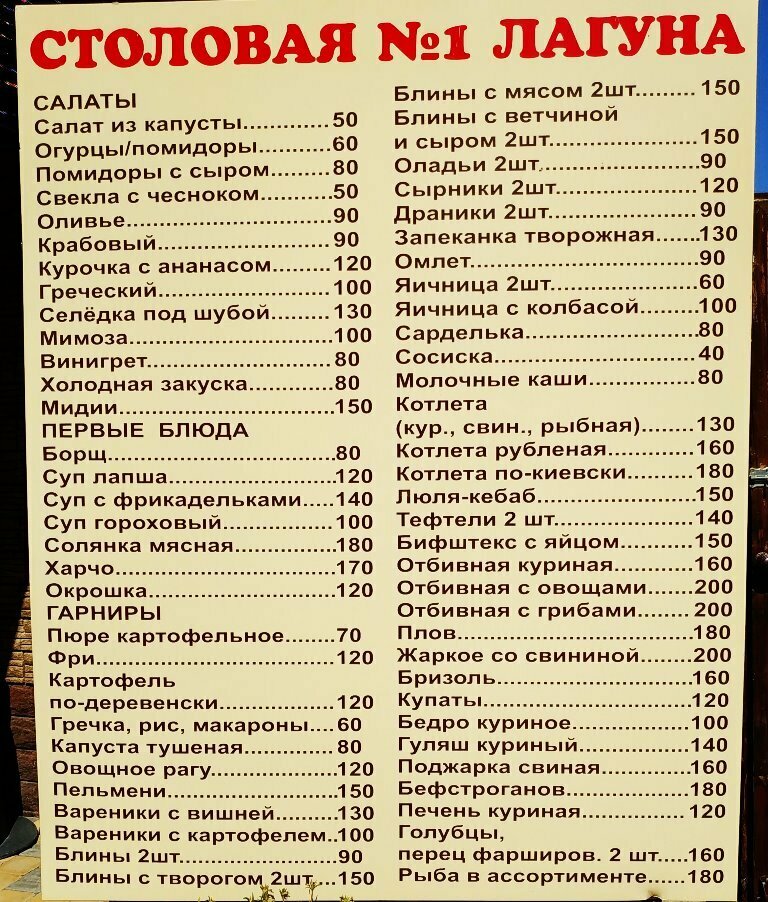 СТОЛОВАЯ №1 ЛАГУНА
САЛАТЫ
Салат из капусты.............50
Огурцы/помидоры...........60
Помидоры с сыром.........80
Свекла с чесноком...........50
Оливье...............................90
Крабовый..........................90
Курочка с ананасом.........120
Греческий..........................100
Селёдка под шубой.........130
Мимоза...............................100
Винигрет............................80
Холодная закуска.............80
Мидии.................................150
ПЕРВЫЕ БЛЮДА
Борщ...................................80
Суп лапша.........................120
Суп с фрикадельками.....140
Суп гороховый.................100
Солянка мясная...............180
Харчо..................................170
Окрошка.............................120
ГАРНИРЫ
Пюре картофельное........70
Фри.....................................120
Картофель
по-деревенски..................120
Гречка, рис, макароны....60
Капуста тушеная..............80
Овощное рагу...................120
Пельмени..........................150
Вареники с вишней.........130
Вареники с картофелем..100
Блины 2шт........................90
Блины с творогом 2шт....150
Блины с мясом 2шт.........150
Блины с ветчиной
и сыром 2шт......................150
Оладьи 2шт........................90
Сырники 2шт.....................120
Драники 2шт......................90
Запеканка творожная.......130
Омлет..................................90
Яичница 2шт......................60
Яичница с колбасой.........100
Сарделька..........................80
Сосиска...............................40
Молочные каши................80
Котлета
(кур., свин., рыбная)........130
Котлета рубленая.............160
Котлета по-киевски..........180
Люля-кебаб........................150
Тефтели 2 шт.....................140
Бифштекс с яйцом...........150
Отбивная куриная............160
Отбивная с овощами.......200
Отбивная с грибами........200
Плов....................................180
Жаркое со свининой........200
Бризоль..............................160
Купаты................................120
Бедро куриное..................100
Гуляш куриный.................140
Поджарка свиная.............160
Бефстроганов...................180
Печень куриная................120
Голубцы,
перец фарширов. 2 шт.....160
Рыба в ассортименте......180